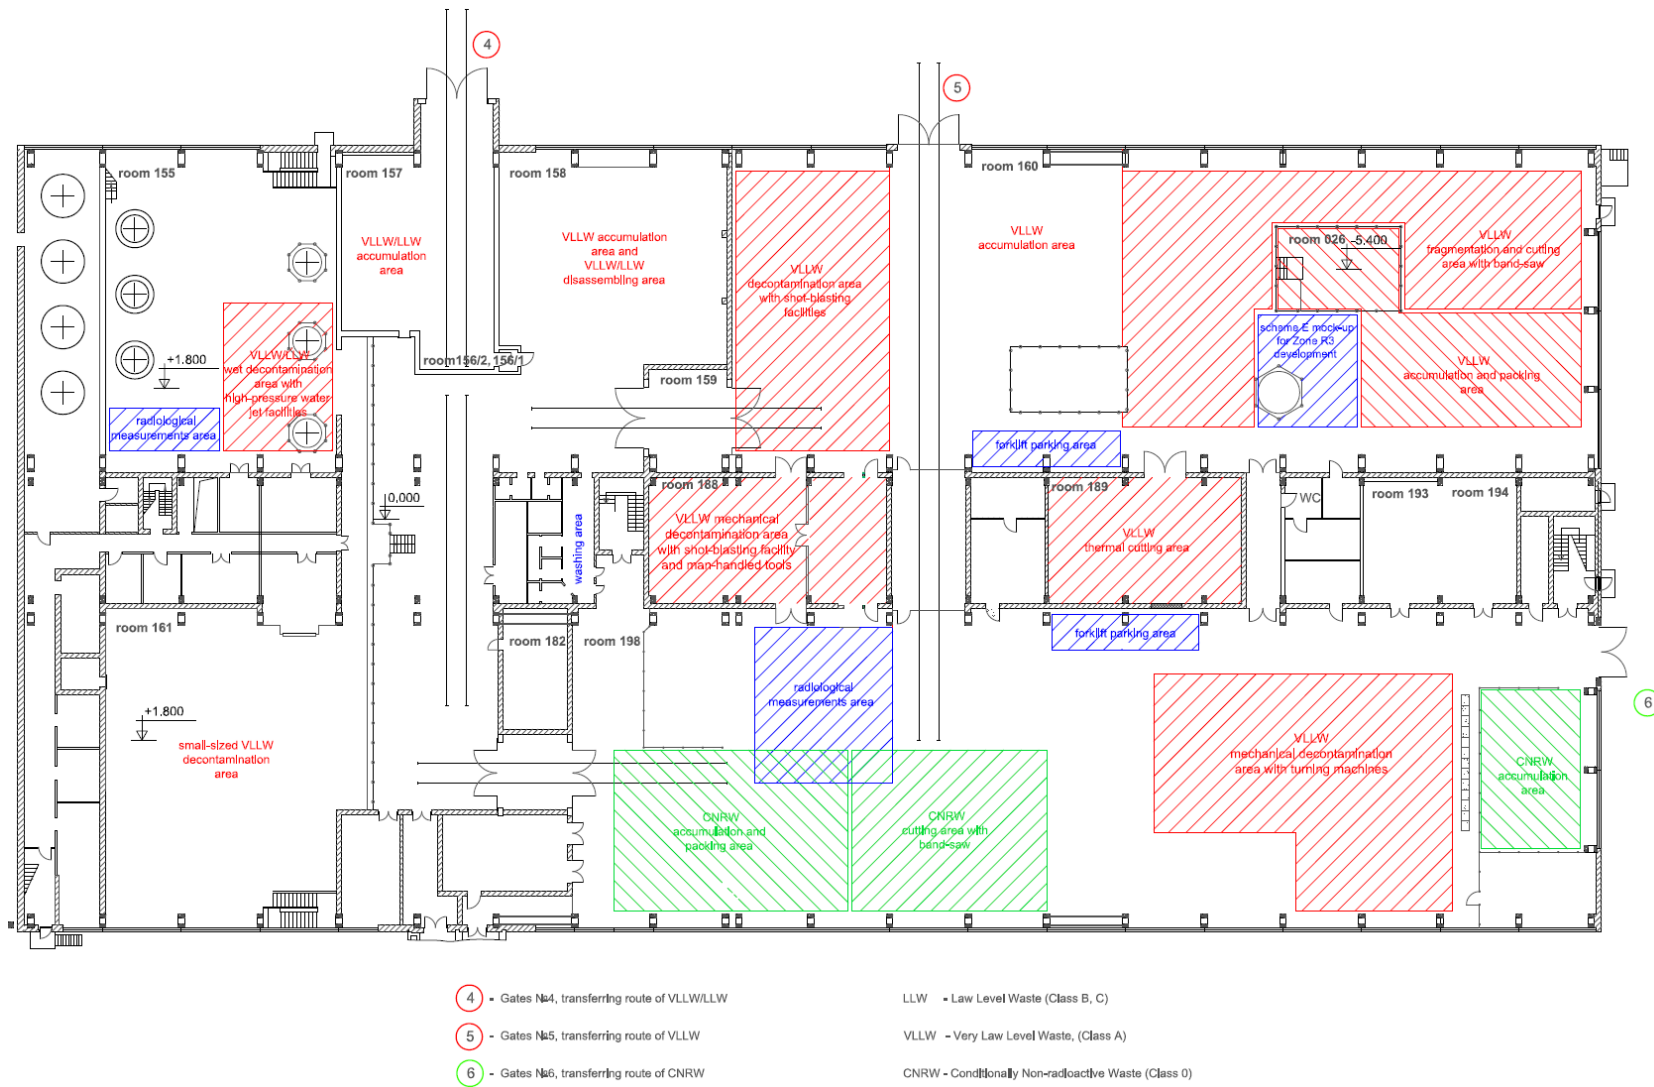 4
5
room 155
room 157
room 158
room 160
VLLW/LLW
accumulation
area
VLLW accumulation
area and
VLLW/LLW
disassembling area
VLLW
decontamination area
with shot-blasting
facilities
VLLW
accumulation area
room 026
-5.400
VLLW
fragmentation and cutting
area with band-saw
scheme E mock-up
for Zone R3
development
VLLW
accumulation and packing
area
+1.800
VLLW/LLW
wet decontamination
area with
high-pressure water
jet facilities
radiological
measurements area
room156/2, 156/1
room 159
forklift parking area
0,000
washing area
room 188
VLLW mechanical
decontamination area
with shot-blasting facility
and man-handled tools
room 189
VLLW
thermal cutting area
WC
room 193
room 194
room 161
room 182
room 198
forklift parking area
radiological
measurements area
6
+1.800
small-sized VLLW
decontamination
area
VLLW
mechanical decontamination
area with turning machines
CNRW
accumulation
area
CNRW
accumulation and
packing area
CNRW
cutting area with
band-saw
4 - Gates №4, transferring route of VLLW/LLW
5 - Gates №5, transferring route of VLLW
6 - Gates №6, transferring route of CNRW
LLW - Law Level Waste (Class B, C)
VLLW - Very Law Level Waste, (Class A)
CNRW - Conditionally Non-radioactive Waste (Class 0)